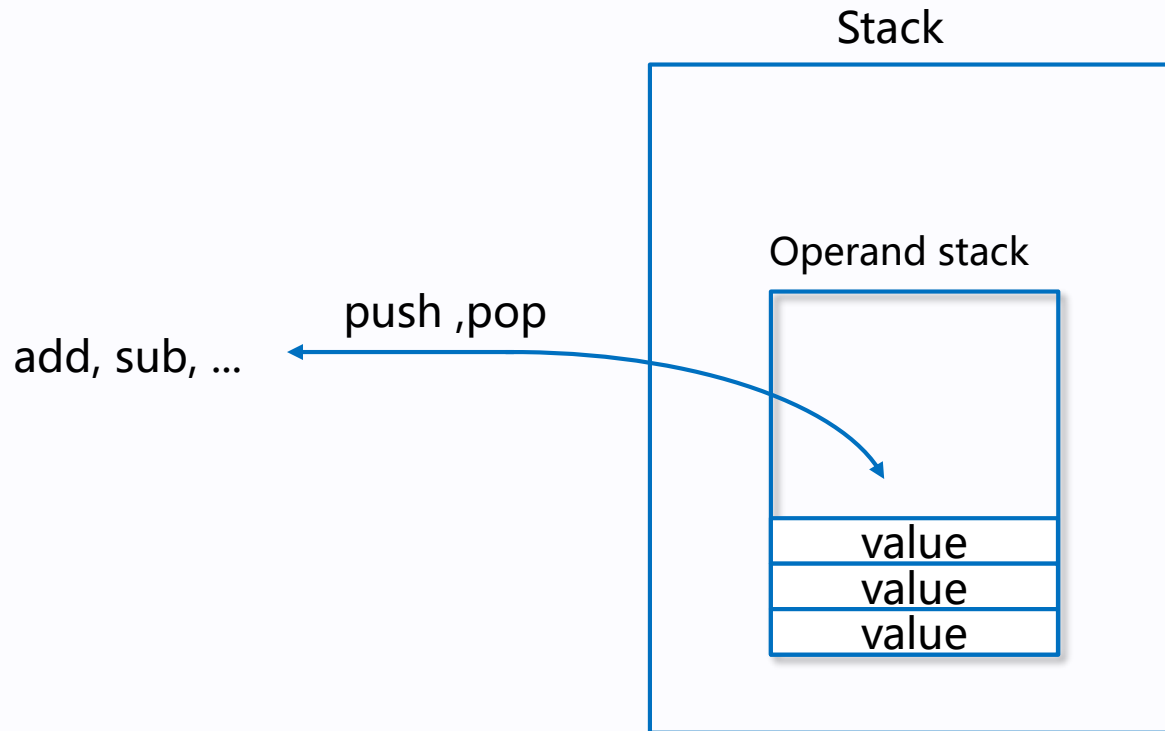 Stack
Operand stack
push ,pop
add, sub, ...
value
value
value